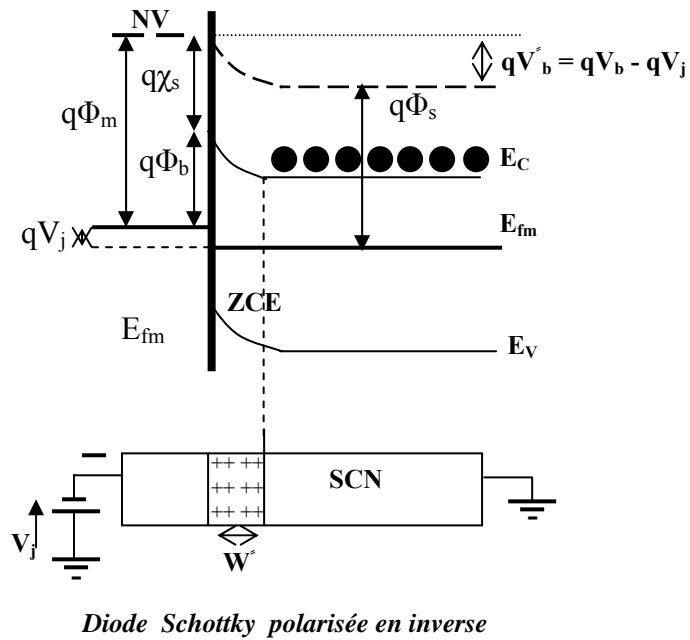 NV
qV″b = qVb - qVj
qχs
qΦm
qΦs
qΦb
EC
Efm
qVj
ZCE
Efm
EV
–
++ ++
SCN
++ ++
++ ++
Vj
W″
Diode Schottky polarisée en inverse